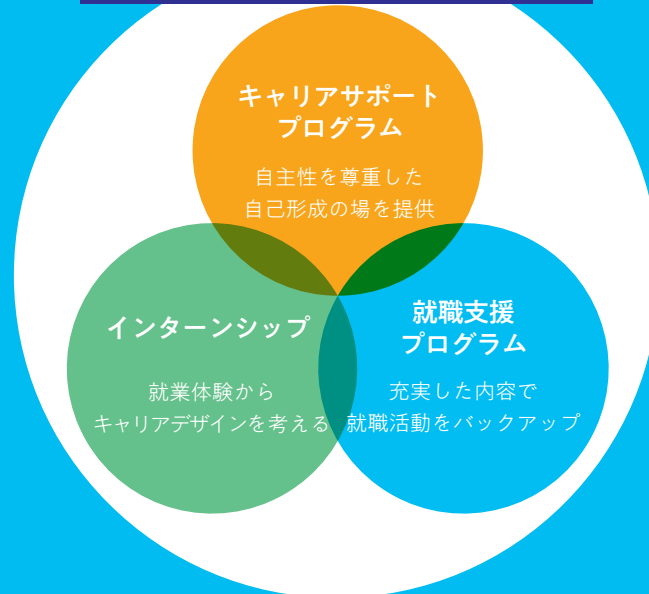 キャリアサポート
プログラム
自主性を尊重した
自己形成の場を提供
インターンシップ
就業体験から
キャリアデザインを考える
就職支援
プログラム
充実した内容で
就職活動をバックアップ